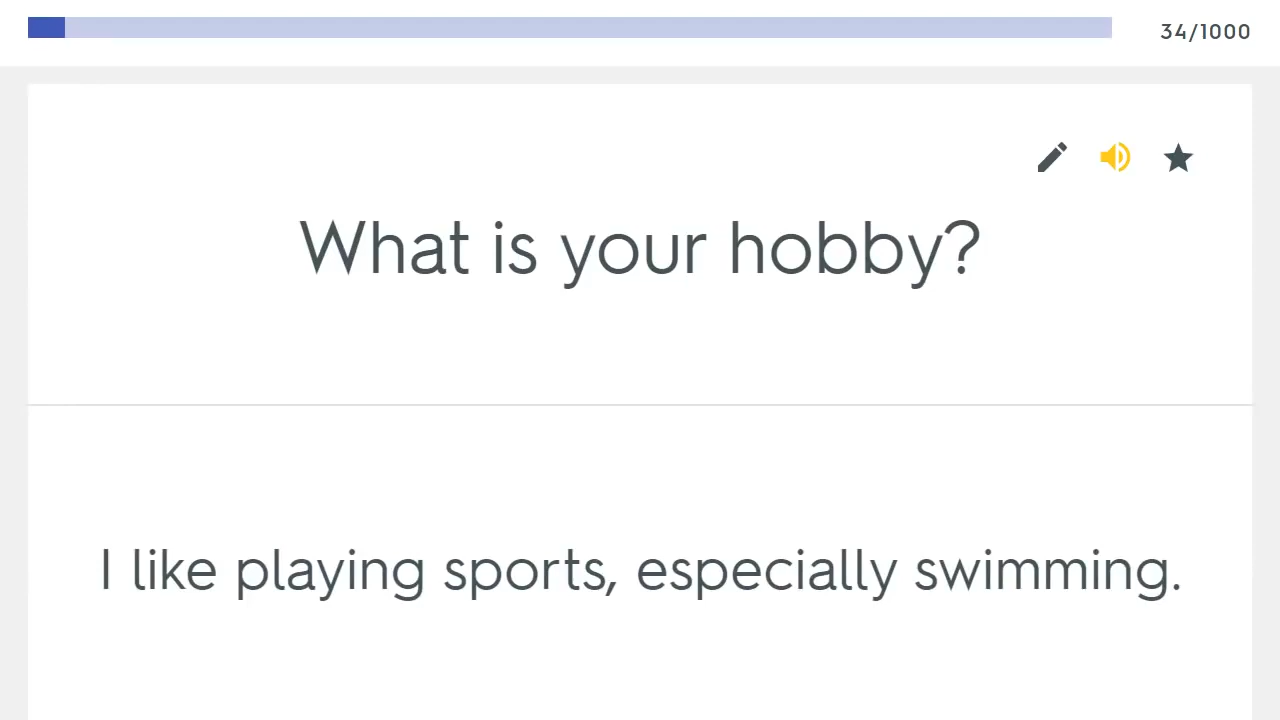 34/1000
What is your hobby?
I like playing sports, especially swimming.